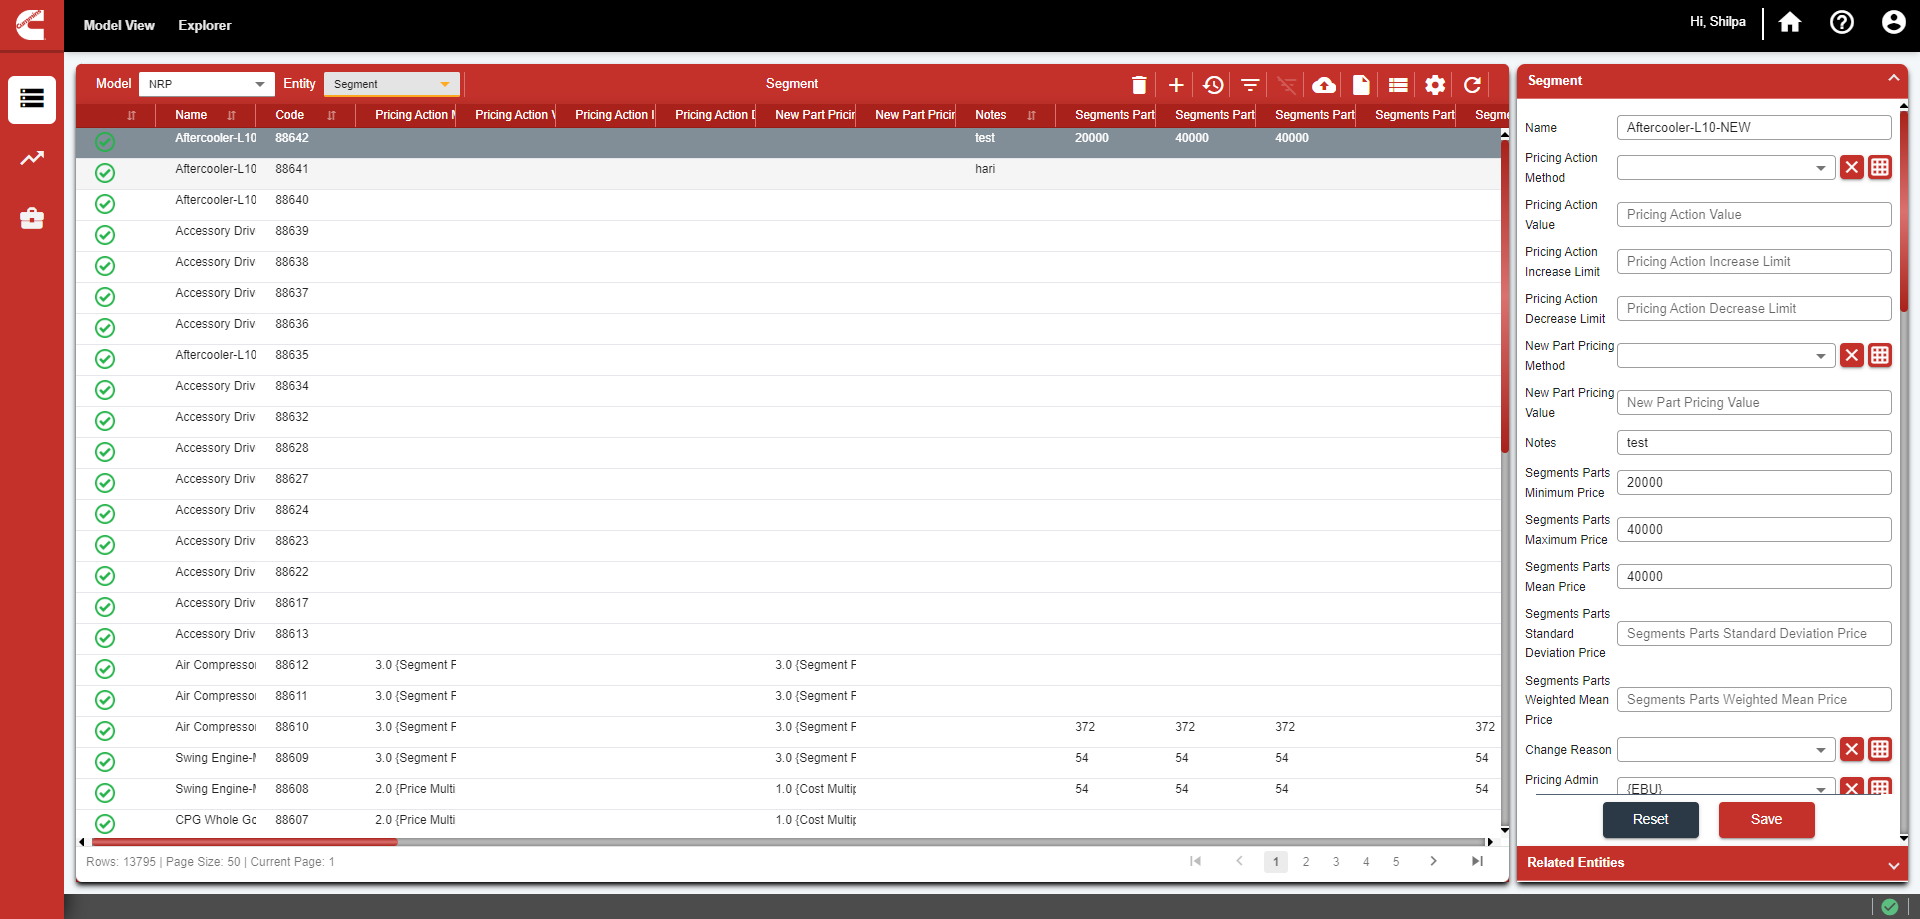 Cummins
Model View Explorer
Hi, Shilpa
Model NRP Entity Segment
Segment
Name Code Pricing Action M Pricing Action V Pricing Action I Pricing Action D New Part Pricin New Part Pricin Notes Segments Part Segments Part Segments Part Segments Part Segme
Aftercooler-L10 88642 test 20000 40000 40000
Aftercooler-L10 88641 hari
Aftercooler-L10 88640
Accessory Driv 88639
Accessory Driv 88638
Accessory Driv 88637
Accessory Driv 88636
Aftercooler-L10 88635
Accessory Driv 88634
Accessory Driv 88632
Accessory Driv 88628
Accessory Driv 88627
Accessory Driv 88624
Accessory Driv 88623
Accessory Driv 88622
Accessory Driv 88617
Accessory Driv 88613
Air Compressor 88612 3.0 {Segment F 3.0 {Segment F
Air Compressor 88611 3.0 {Segment F 3.0 {Segment F
Air Compressor 88610 3.0 {Segment F 3.0 {Segment F 372 372 372 372
Swing Engine-M 88609 3.0 {Segment F 3.0 {Segment F 54 54 54 54
Swing Engine-M 88608 2.0 {Price Multi 1.0 {Cost Multip 54 54 54 54
CPG Whole Go 88607 2.0 {Price Multi 1.0 {Cost Multip
Rows: 13795 | Page Size: 50 | Current Page: 1
1 2 3 4 5
Segment
Name Aftercooler-L10-NEW
Pricing Action
Method
Pricing Action
Value
Pricing Action Value
Pricing Action
Increase Limit
Pricing Action Increase Limit
Pricing Action
Decrease Limit
Pricing Action Decrease Limit
New Part Pricing
Method
New Part Pricing
Value
New Part Pricing Value
Notes test
Segments Parts
Minimum Price
20000
Segments Parts
Maximum Price
40000
Segments Parts
Mean Price
40000
Segments Parts
Standard
Deviation Price
Segments Parts Standard Deviation Price
Segments Parts
Weighted Mean
Price
Segments Parts Weighted Mean Price
Change Reason
Pricing Admin
{EBU}
Reset Save
Related Entities